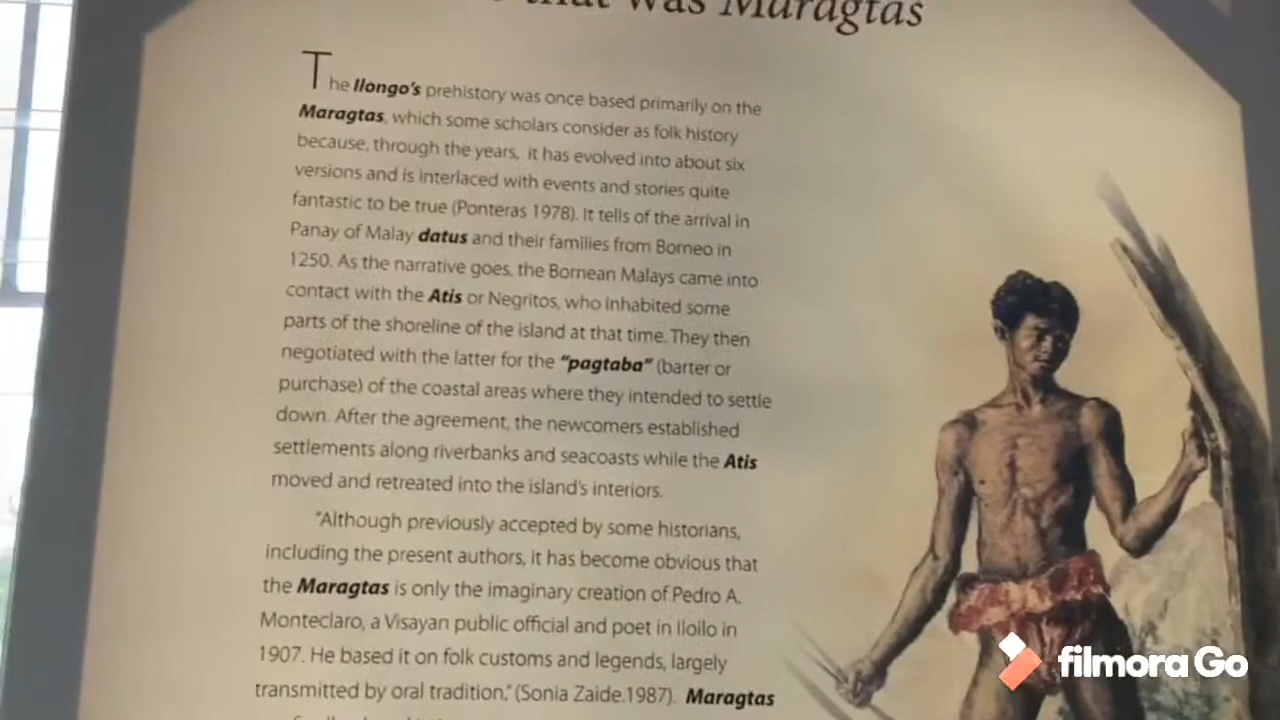 that was Maragtas
The Ilongo's prehistory was once based primarily on the
Maragtas, which some scholars consider as folk history
because, through the years, it has evolved into about six
versions and is interlaced with events and stories quite
fantastic to be true (Ponteras 1978). It tells of the arrival in
Panay of Malay datus and their families from Borneo in
1250. As the narrative goes, the Bornean Malays came into
contact with the Atis or Negritos, who inhabited some
parts of the shoreline of the island at that time. They then
negotiated with the latter for the "pagtaba" (barter or
purchase) of the coastal areas where they intended to settle
down. After the agreement, the newcomers established
settlements along riverbanks and seacoasts while the Atis
moved and retreated into the island's interiors.
"Although previously accepted by some historians,
including the present authors, it has become obvious that
the Maragtas is only the imaginary creation of Pedro A.
Monteclaro, a Visayan public official and poet in Iloilo in
1907. He based it on folk customs and legends, largely
transmitted by oral tradition." (Sonia Zaide.1987). Maragtas
filmora Go